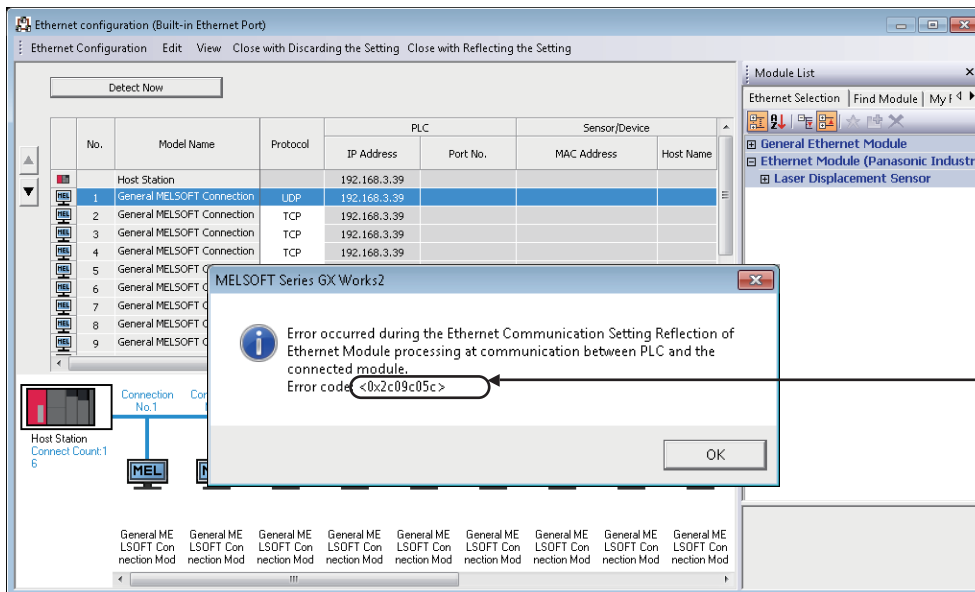 Ethernet configuration (Built-in Ethernet Port)
Ethernet Configuration Edit View Close with Discarding the Setting Close with Reflecting the Setting
Detect Now
No. Model Name Protocol PLC Sensor/Device
IP Address Port No. MAC Address Host Name
Host Station 192.168.3.39
MEL 1 General MELSOFT Connection UDP 192.168.3.39
MEL 2 General MELSOFT Connection TCP 192.168.3.39
MEL 3 General MELSOFT Connection TCP 192.168.3.39
MEL 4 General MELSOFT Connection TCP 192.168.3.39
MEL 5 General MELSOFT C
MEL 6 General MELSOFT C
MEL 7 General MELSOFT C
MEL 8 General MELSOFT C
MEL 9 General MELSOFT C
Module List
Ethernet Selection Find Module My F
General Ethernet Module
Ethernet Module (Panasonic Industr
Laser Displacement Sensor
MELSOFT Series GX Works2
Error occurred during the Ethernet Communication Setting Reflection of
Ethernet Module processing at communication between PLC and the
connected module.
Error code: <0x2c09c05c>
OK
Connection
No.1
Host Station
Connect Count:1
6
MEL
General ME General ME General ME General ME General ME General ME General ME General ME General ME
LSOFT Con LSOFT Con LSOFT Con LSOFT Con LSOFT Con LSOFT Con LSOFT Con LSOFT Con LSOFT Con
nection Mod nection Mod nection Mod nection Mod nection Mod nection Mod nection Mod nection Mod nection Mod